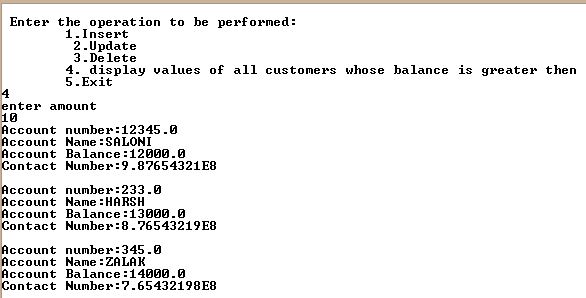 Enter the operation to be performed:
1.Insert
2.Update
3.Delete
4. display values of all customers whose balance is greater then
5.Exit
4
enter amount
10
Account number:12345.0
Account Name:SALONI
Account Balance:12000.0
Contact Number:9.87654321E8
Account number:233.0
Account Name:HARSH
Account Balance:13000.0
Contact Number:8.76543219E8
Account number:345.0
Account Name:ZALAK
Account Balance:14000.0
Contact Number:7.65432198E8